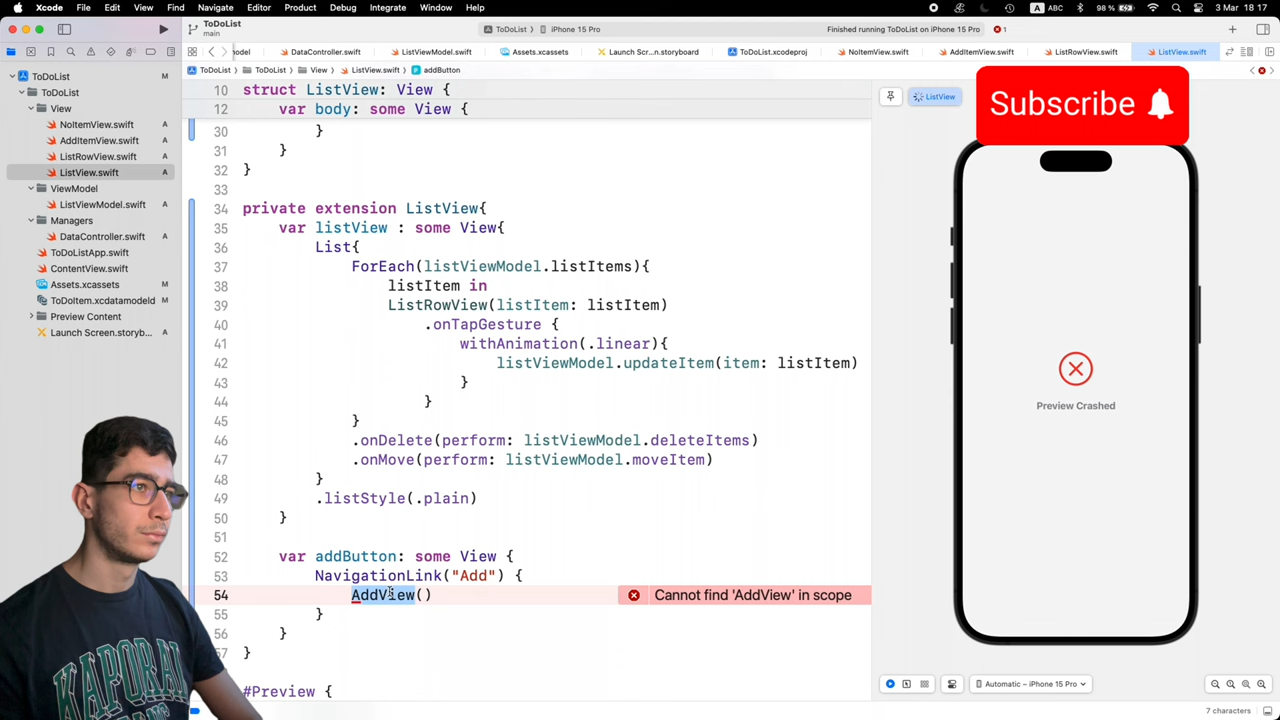 Xcode File Edit View Find Navigate Editor Product Debug Integrate Window Help A ABC 98 % 3 Mar 18 17
ToDoList
main
ToDoList
iPhone 15 Pro
Finished running ToDoList on iPhone 15 Pro
1
odel
DataController.swift
ListViewModel.swift
Assets.xcassets
Launch Scr...n.storyboard
ToDoList.xcodeproj
NoItemView.swift
AddItemView.swift
ListRowView.swift
ListView.swift
ToDoList
ToDoList
View
ListView.swift
addButton
ToDoList M
ToDoList
View
NoItemView.swift A
AddItemView.swift A
ListRowView.swift A
ListView.swift A
ViewModel
ListViewModel.swift A
Managers
DataController.swift A
ToDoListApp.swift M
ContentView.swift M
Assets.xcassets M
ToDoItem.xcdatamodeld M
Preview Content
Launch Screen.storyb... M
10 struct ListView: View {
12 var body: some View {
30 }
31 }
32 }
33
34 private extension ListView{
35 var listView : some View{
36 List{
37 ForEach(listViewModel.listItems){
38 listItem in
39 ListRowView(listItem: listItem)
40 .onTapGesture {
41 withAnimation(.linear){
42 listViewModel.updateItem(item: listItem)
43 }
44 }
45 }
46 .onDelete(perform: listViewModel.deleteItems)
47 .onMove(perform: listViewModel.moveItem)
48 }
49 .listStyle(.plain)
50 }
51
52 var addButton: some View {
53 NavigationLink("Add") {
54 AddView()
Cannot find 'AddView' in scope
55 }
56 }
57 }
#Preview {
ListView
Subscribe
Preview Crashed
Automatic – iPhone 15 Pro
7 characters
KAPORAL